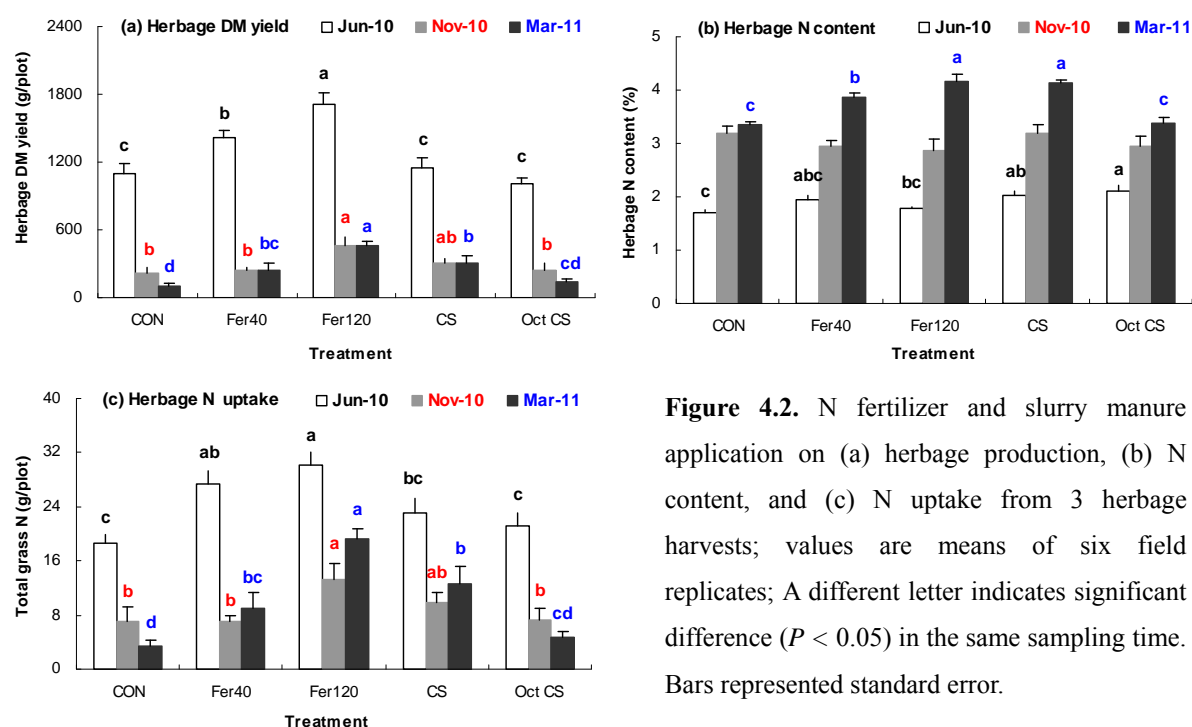 (a) Herbage DM yield Jun-10 Nov-10 Mar-11
Herbage DM yield (g/plot)
2400
1800
1200
600
0
c b d
b b bc
a a a
c ab b
c b cd
CON Fer40 Fer120 CS Oct CS
Treatment
(b) Herbage N content Jun-10 Nov-10 Mar-11
Herbage N content (%)
5
4
3
2
1
0
c c
abc b
bc a
ab a
a c
CON Fer40 Fer120 CS Oct CS
Treatment
(c) Herbage N uptake Jun-10 Nov-10 Mar-11
Total grass N (g/plot)
40
32
24
16
8
0
c b d
ab b bc
a a a
bc ab b
c b cd
CON Fer40 Fer120 CS Oct CS
Treatment
Figure 4.2. N fertilizer and slurry manure
application on (a) herbage production, (b) N
content, and (c) N uptake from 3 herbage
harvests; values are means of six field
replicates; A different letter indicates significant
difference (P < 0.05) in the same sampling time.
Bars represented standard error.